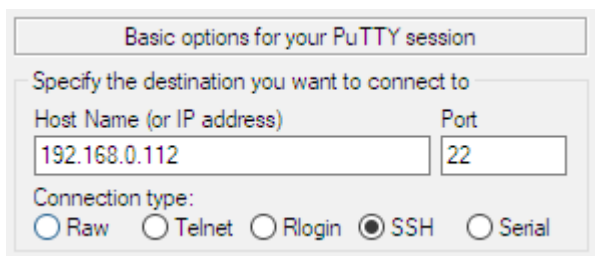 Basic options for your PuTTY session
Specify the destination you want to connect to
Host Name (or IP address) Port
192.168.0.112 22
Connection type:
Raw Telnet Rlogin SSH Serial